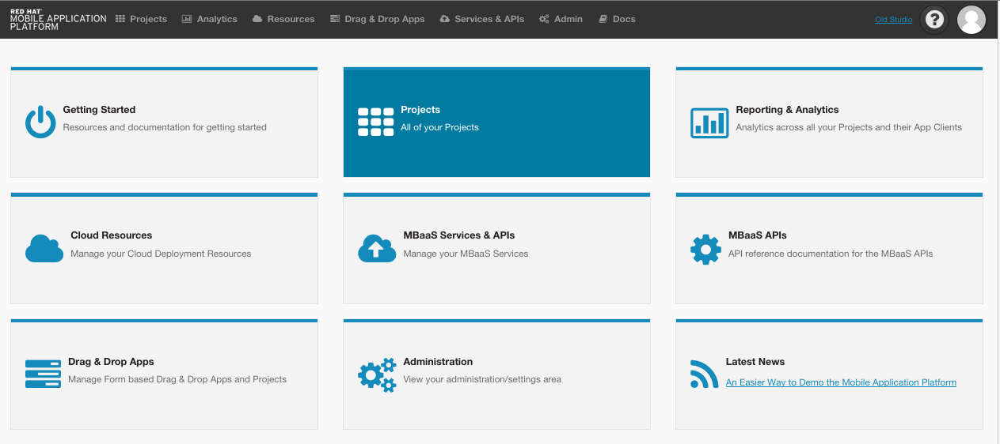 RED HAT
MOBILE APPLICATION
PLATFORM
Projects
Analytics
Resources
Drag & Drop Apps
Services & APIs
Admin
Docs
Old Studio
?
Getting Started
Resources and documentation for getting started
Projects
All of your Projects
Reporting & Analytics
Analytics across all your Projects and their App Clients
Cloud Resources
Manage your Cloud Deployment Resources
MBaaS Services & APIs
Manage your MBaaS Services
MBaaS APIs
API reference documentation for the MBaaS APIs
Drag & Drop Apps
Manage Form based Drag & Drop Apps and Projects
Administration
View your administration/settings area
Latest News
An Easier Way to Demo the Mobile Application Platform